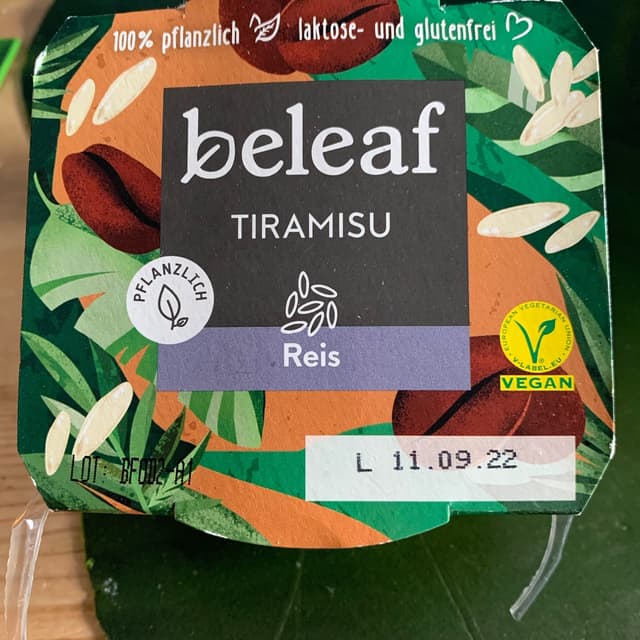 100% pflanzlich laktose- und glutenfrei
beleaf
TIRAMISU
PFLANZLICH
Reis
EUROPEAN VEGETARIAN UNION
V-LABEL.EU
VEGAN
L 11.09.22
LOT: BF002 A1